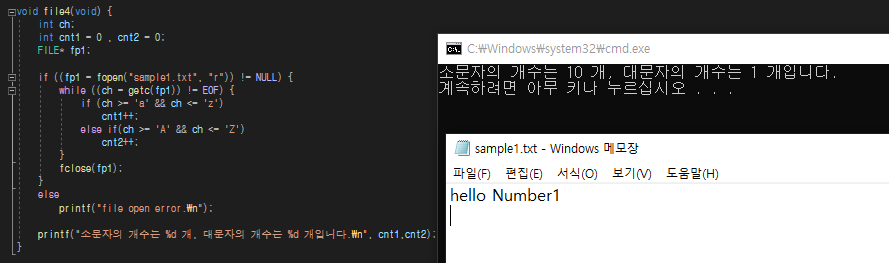 void file4(void) {
int ch;
int cnt1 = 0 , cnt2 = 0;
FILE* fp1;
if ((fp1 = fopen("sample1.txt", "r")) != NULL) {
while ((ch = getc(fp1)) != EOF) {
if (ch >= 'a' && ch <= 'z')
cnt1++;
else if(ch >= 'A' && ch <= 'Z')
cnt2++;
}
fclose(fp1);
}
else
printf("file open error.₩n");
printf("소문자의 개수는 %d 개, 대문자의 개수는 %d 개입니다.₩n", cnt1,cnt2);
}
C:₩Windows₩system32₩cmd.exe
소문자의 개수는 10 개, 대문자의 개수는 1 개입니다.
계속하려면 아무 키나 누르십시오 . . .
sample1.txt - Windows 메모장
파일(F) 편집(E) 서식(O) 보기(V) 도움말(H)
hello Number1